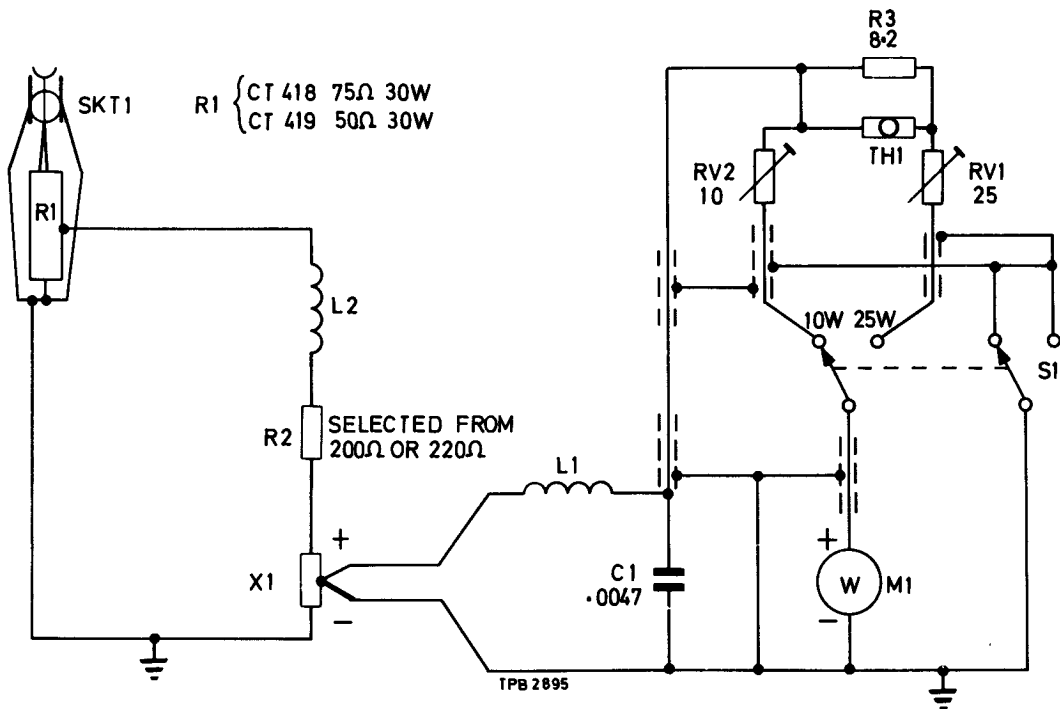 R3
8·2
SKT1
R1 { CT 418 75Ω 30W
CT 419 50Ω 30W
TH1
RV2
10
RV1
25
R1
L2
10W 25W
S1
R2
SELECTED FROM
200Ω OR 220Ω
L1
+
X1
−
C1
·0047
+
W
M1
−
TPB 2895